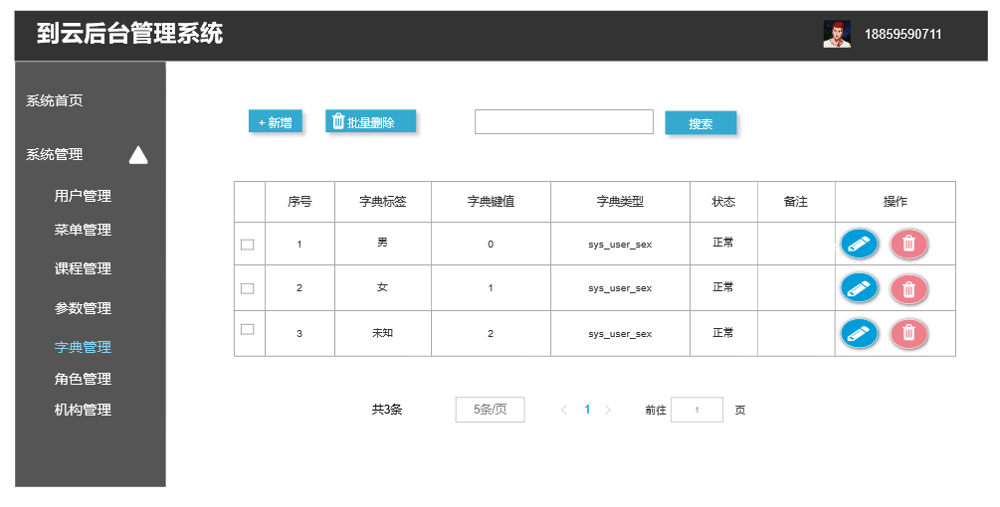 到云后台管理系统
18859590711
系统首页
系统管理
用户管理
菜单管理
课程管理
参数管理
字典管理
角色管理
机构管理
+ 新增 批量删除 搜索
序号 字典标签 字典键值 字典类型 状态 备注 操作
1 男 0 sys_user_sex 正常
2 女 1 sys_user_sex 正常
3 未知 2 sys_user_sex 正常
共3条 5条/页 < 1 > 前往 1 页